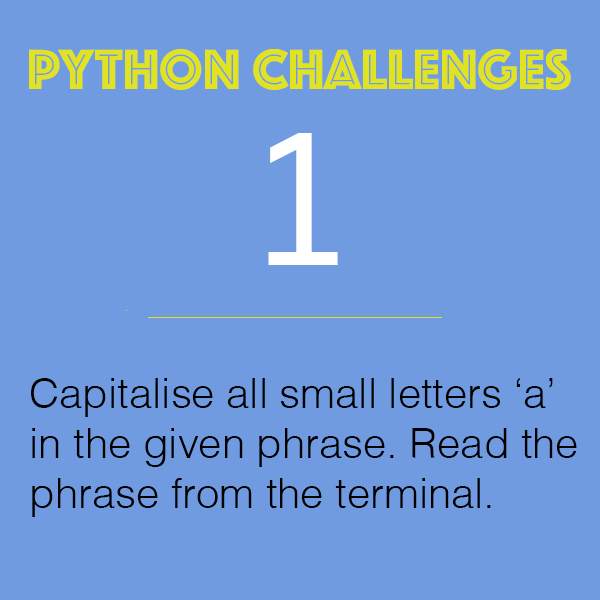 PYTHON CHALLENGES
1
Capitalise all small letters ‘a’
in the given phrase. Read the
phrase from the terminal.